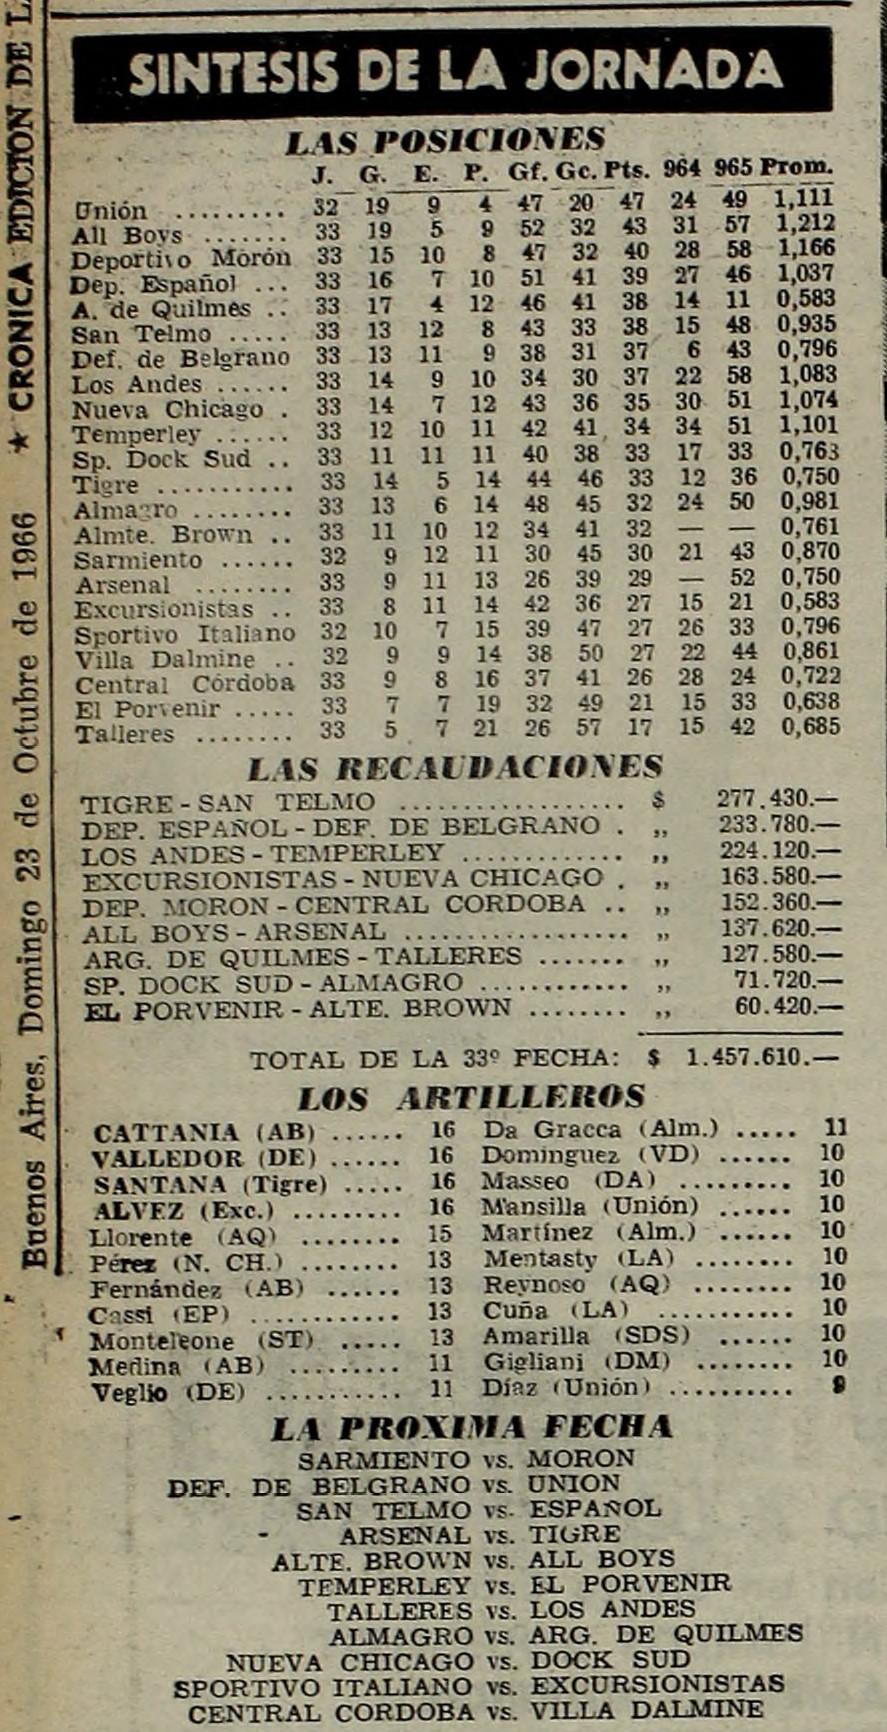 Buenos Aires, Domingo 23 de Octubre de 1966 ★ CRONICA EDICION DE
SINTESIS DE LA JORNADA
LAS POSICIONES
J. G. E. P. Gf. Gc. Pts. 964 965 Prom.
Unión ......... 32 19 9 4 47 20 47 24 49 1,111
All Boys ....... 33 19 5 9 52 32 43 31 57 1,212
Deportivo Morón 33 15 10 8 47 32 40 28 58 1,166
Dep. Español ... 33 16 7 10 51 41 39 27 46 1,037
A. de Quilmes .. 33 17 4 12 46 41 38 14 11 0,583
San Telmo ..... 33 13 12 8 43 33 38 15 48 0,935
Def. de Belgrano 33 13 11 9 38 31 37 6 43 0,796
Los Andes ...... 33 14 9 10 34 30 37 22 58 1,083
Nueva Chicago . 33 14 7 12 43 36 35 30 51 1,074
Temperley ...... 33 12 10 11 42 41 34 34 51 1,101
Sp. Dock Sud .. 33 11 11 11 40 38 33 17 33 0,763
Tigre ........... 33 14 5 14 44 46 33 12 36 0,750
Almagro ........ 33 13 6 14 48 45 32 24 50 0,981
Almte. Brown .. 33 11 10 12 34 41 32 — — 0,761
Sarmiento ...... 32 9 12 11 30 45 30 21 43 0,870
Arsenal ........ 33 9 11 13 26 39 29 — 52 0,750
Excursionistas .. 33 8 11 14 42 36 27 15 21 0,583
Sportivo Italiano 32 10 7 15 39 47 27 26 33 0,796
Villa Dalmine .. 32 9 9 14 38 50 27 22 44 0,861
Central Córdoba 33 9 8 16 37 41 26 28 24 0,722
El Porvenir ..... 33 7 7 19 32 49 21 15 33 0,638
Talleres ........ 33 5 7 21 26 57 17 15 42 0,685
LAS RECAUDACIONES
TIGRE - SAN TELMO .................. $ 277.430.—
DEP. ESPAÑOL - DEF. DE BELGRANO . „ 233.780.—
LOS ANDES - TEMPERLEY ............ „ 224.120.—
EXCURSIONISTAS - NUEVA CHICAGO . „ 163.580.—
DEP. MORON - CENTRAL CORDOBA .. „ 152.360.—
ALL BOYS - ARSENAL .................. „ 137.620.—
ARG. DE QUILMES - TALLERES ....... „ 127.580.—
SP. DOCK SUD - ALMAGRO ............ „ 71.720.—
EL PORVENIR - ALTE. BROWN ........ „ 60.420.—
TOTAL DE LA 33º FECHA: $ 1.457.610.—
LOS ARTILLEROS
CATTANIA (AB) ...... 16 Da Gracca (Alm.) ..... 11
VALLEDOR (DE) ...... 16 Dominguez (VD) ...... 10
SANTANA (Tigre) ..... 16 Masseo (DA) ......... 10
ALVEZ (Exc.) ......... 16 Mansilla (Unión) ...... 10
Llorente (AQ) ........ 15 Martínez (Alm.) ...... 10
Pérez (N. CH.) ........ 13 Mentasty (LA) ........ 10
Fernández (AB) ...... 13 Reynoso (AQ) ........ 10
Cassi (EP) ............ 13 Cuña (LA) ........... 10
Monteleone (ST) ..... 13 Amarilla (SDS) ...... 10
Medina (AB) ......... 11 Gigliani (DM) ........ 10
Veglio (DE) ........... 11 Díaz (Unión) .......... 9
LA PROXIMA FECHA
SARMIENTO vs. MORON
DEF. DE BELGRANO vs. UNION
SAN TELMO vs. ESPAÑOL
ARSENAL vs. TIGRE
ALTE. BROWN vs. ALL BOYS
TEMPERLEY vs. EL PORVENIR
TALLERES vs. LOS ANDES
ALMAGRO vs. ARG. DE QUILMES
NUEVA CHICAGO vs. DOCK SUD
SPORTIVO ITALIANO vs. EXCURSIONISTAS
CENTRAL CORDOBA vs. VILLA DALMINE